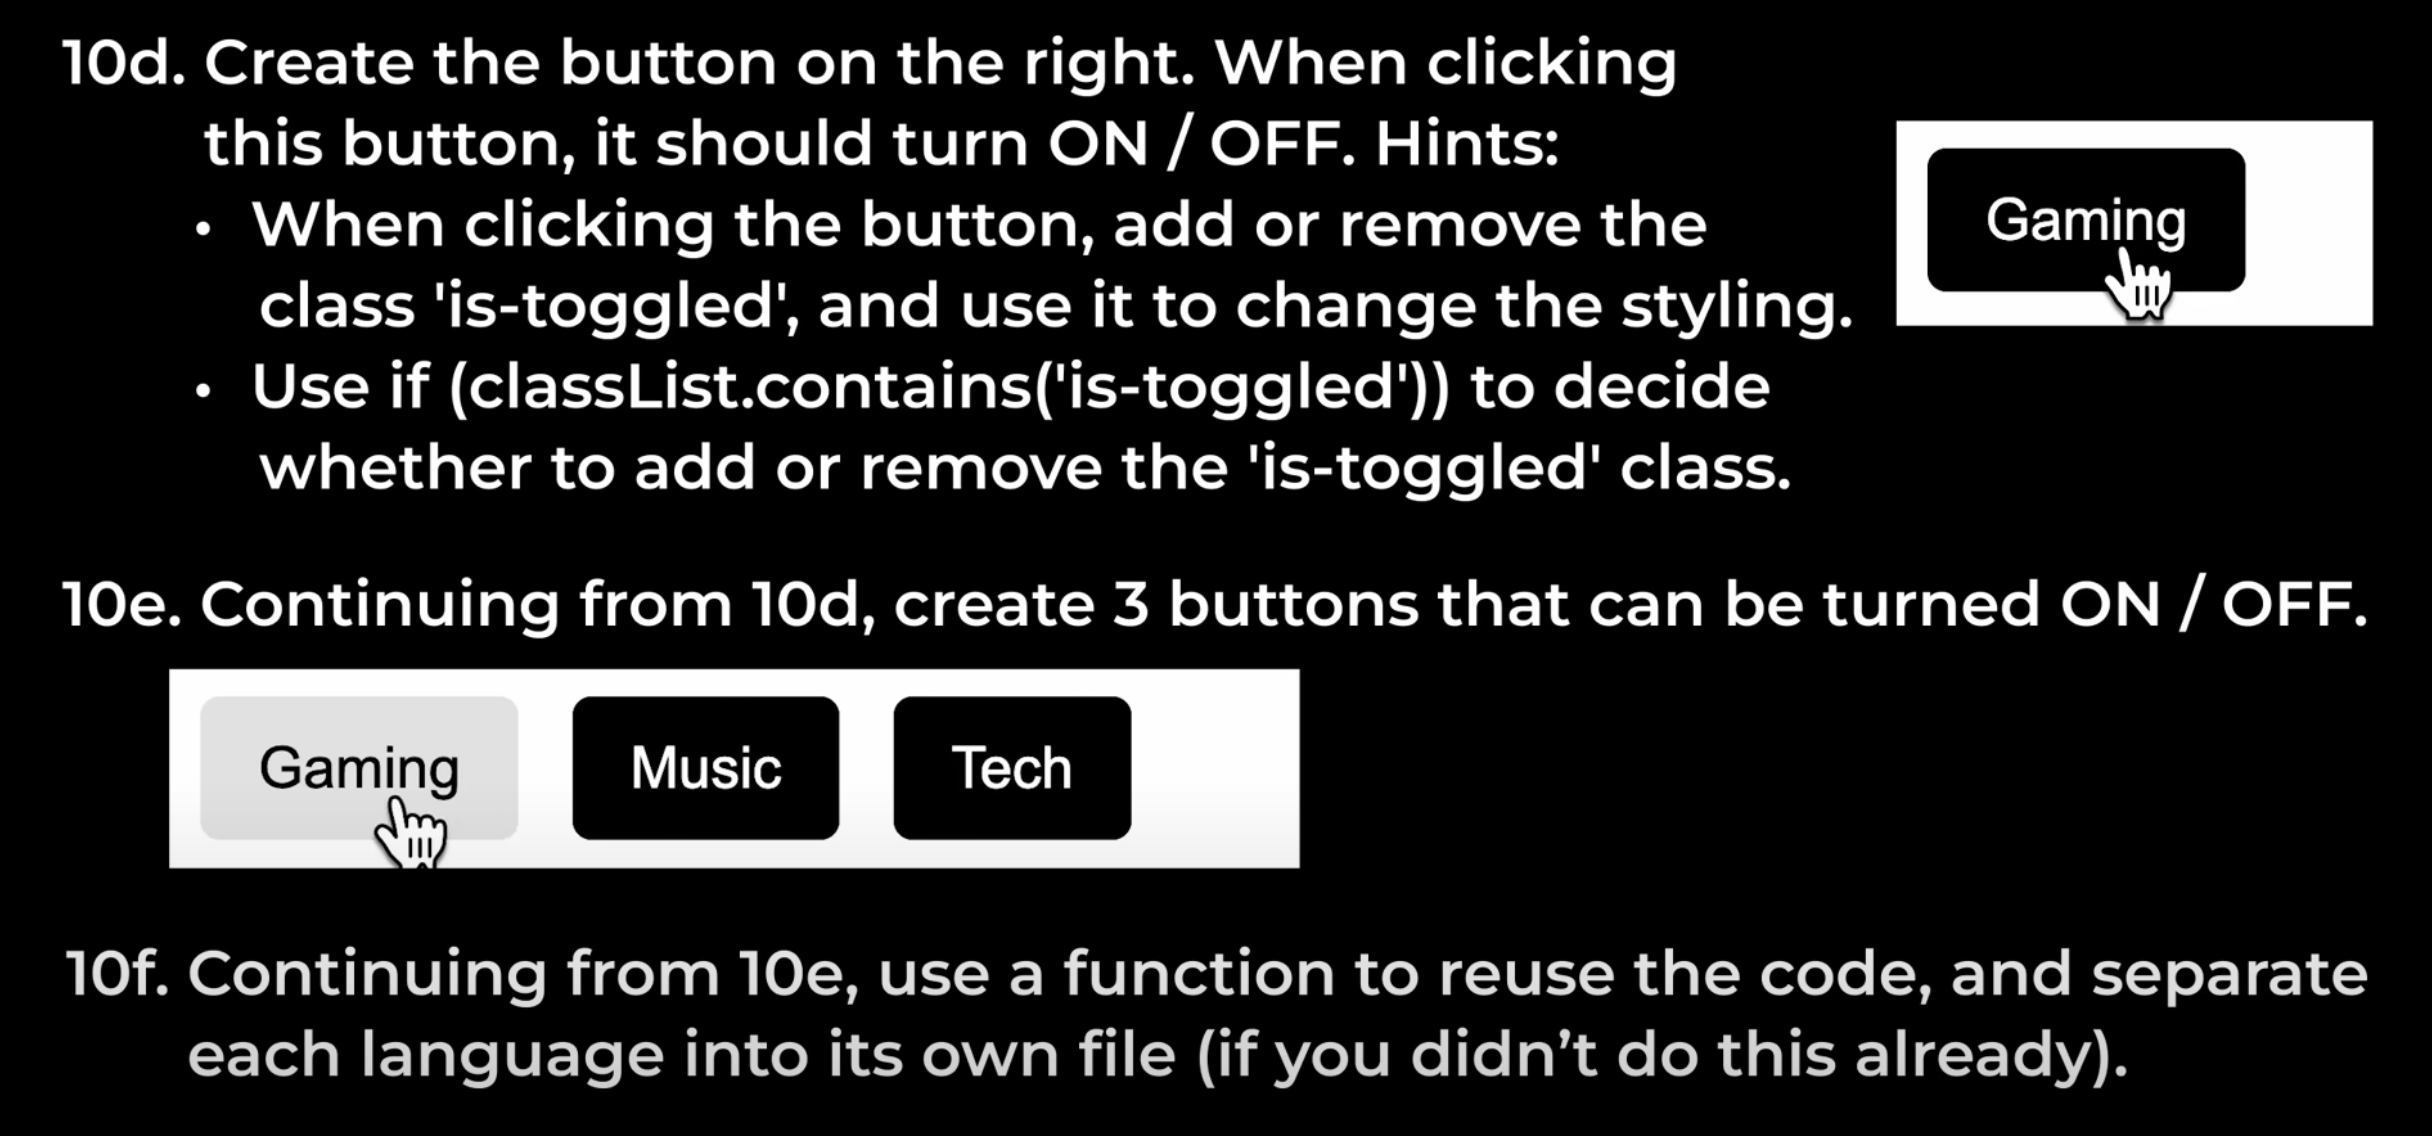 10d. Create the button on the right. When clicking
this button, it should turn ON / OFF. Hints:
• When clicking the button, add or remove the
class 'is-toggled', and use it to change the styling.
• Use if (classList.contains('is-toggled')) to decide
whether to add or remove the 'is-toggled' class.
Gaming
10e. Continuing from 10d, create 3 buttons that can be turned ON / OFF.
Gaming Music Tech
10f. Continuing from 10e, use a function to reuse the code, and separate
each language into its own file (if you didn’t do this already).